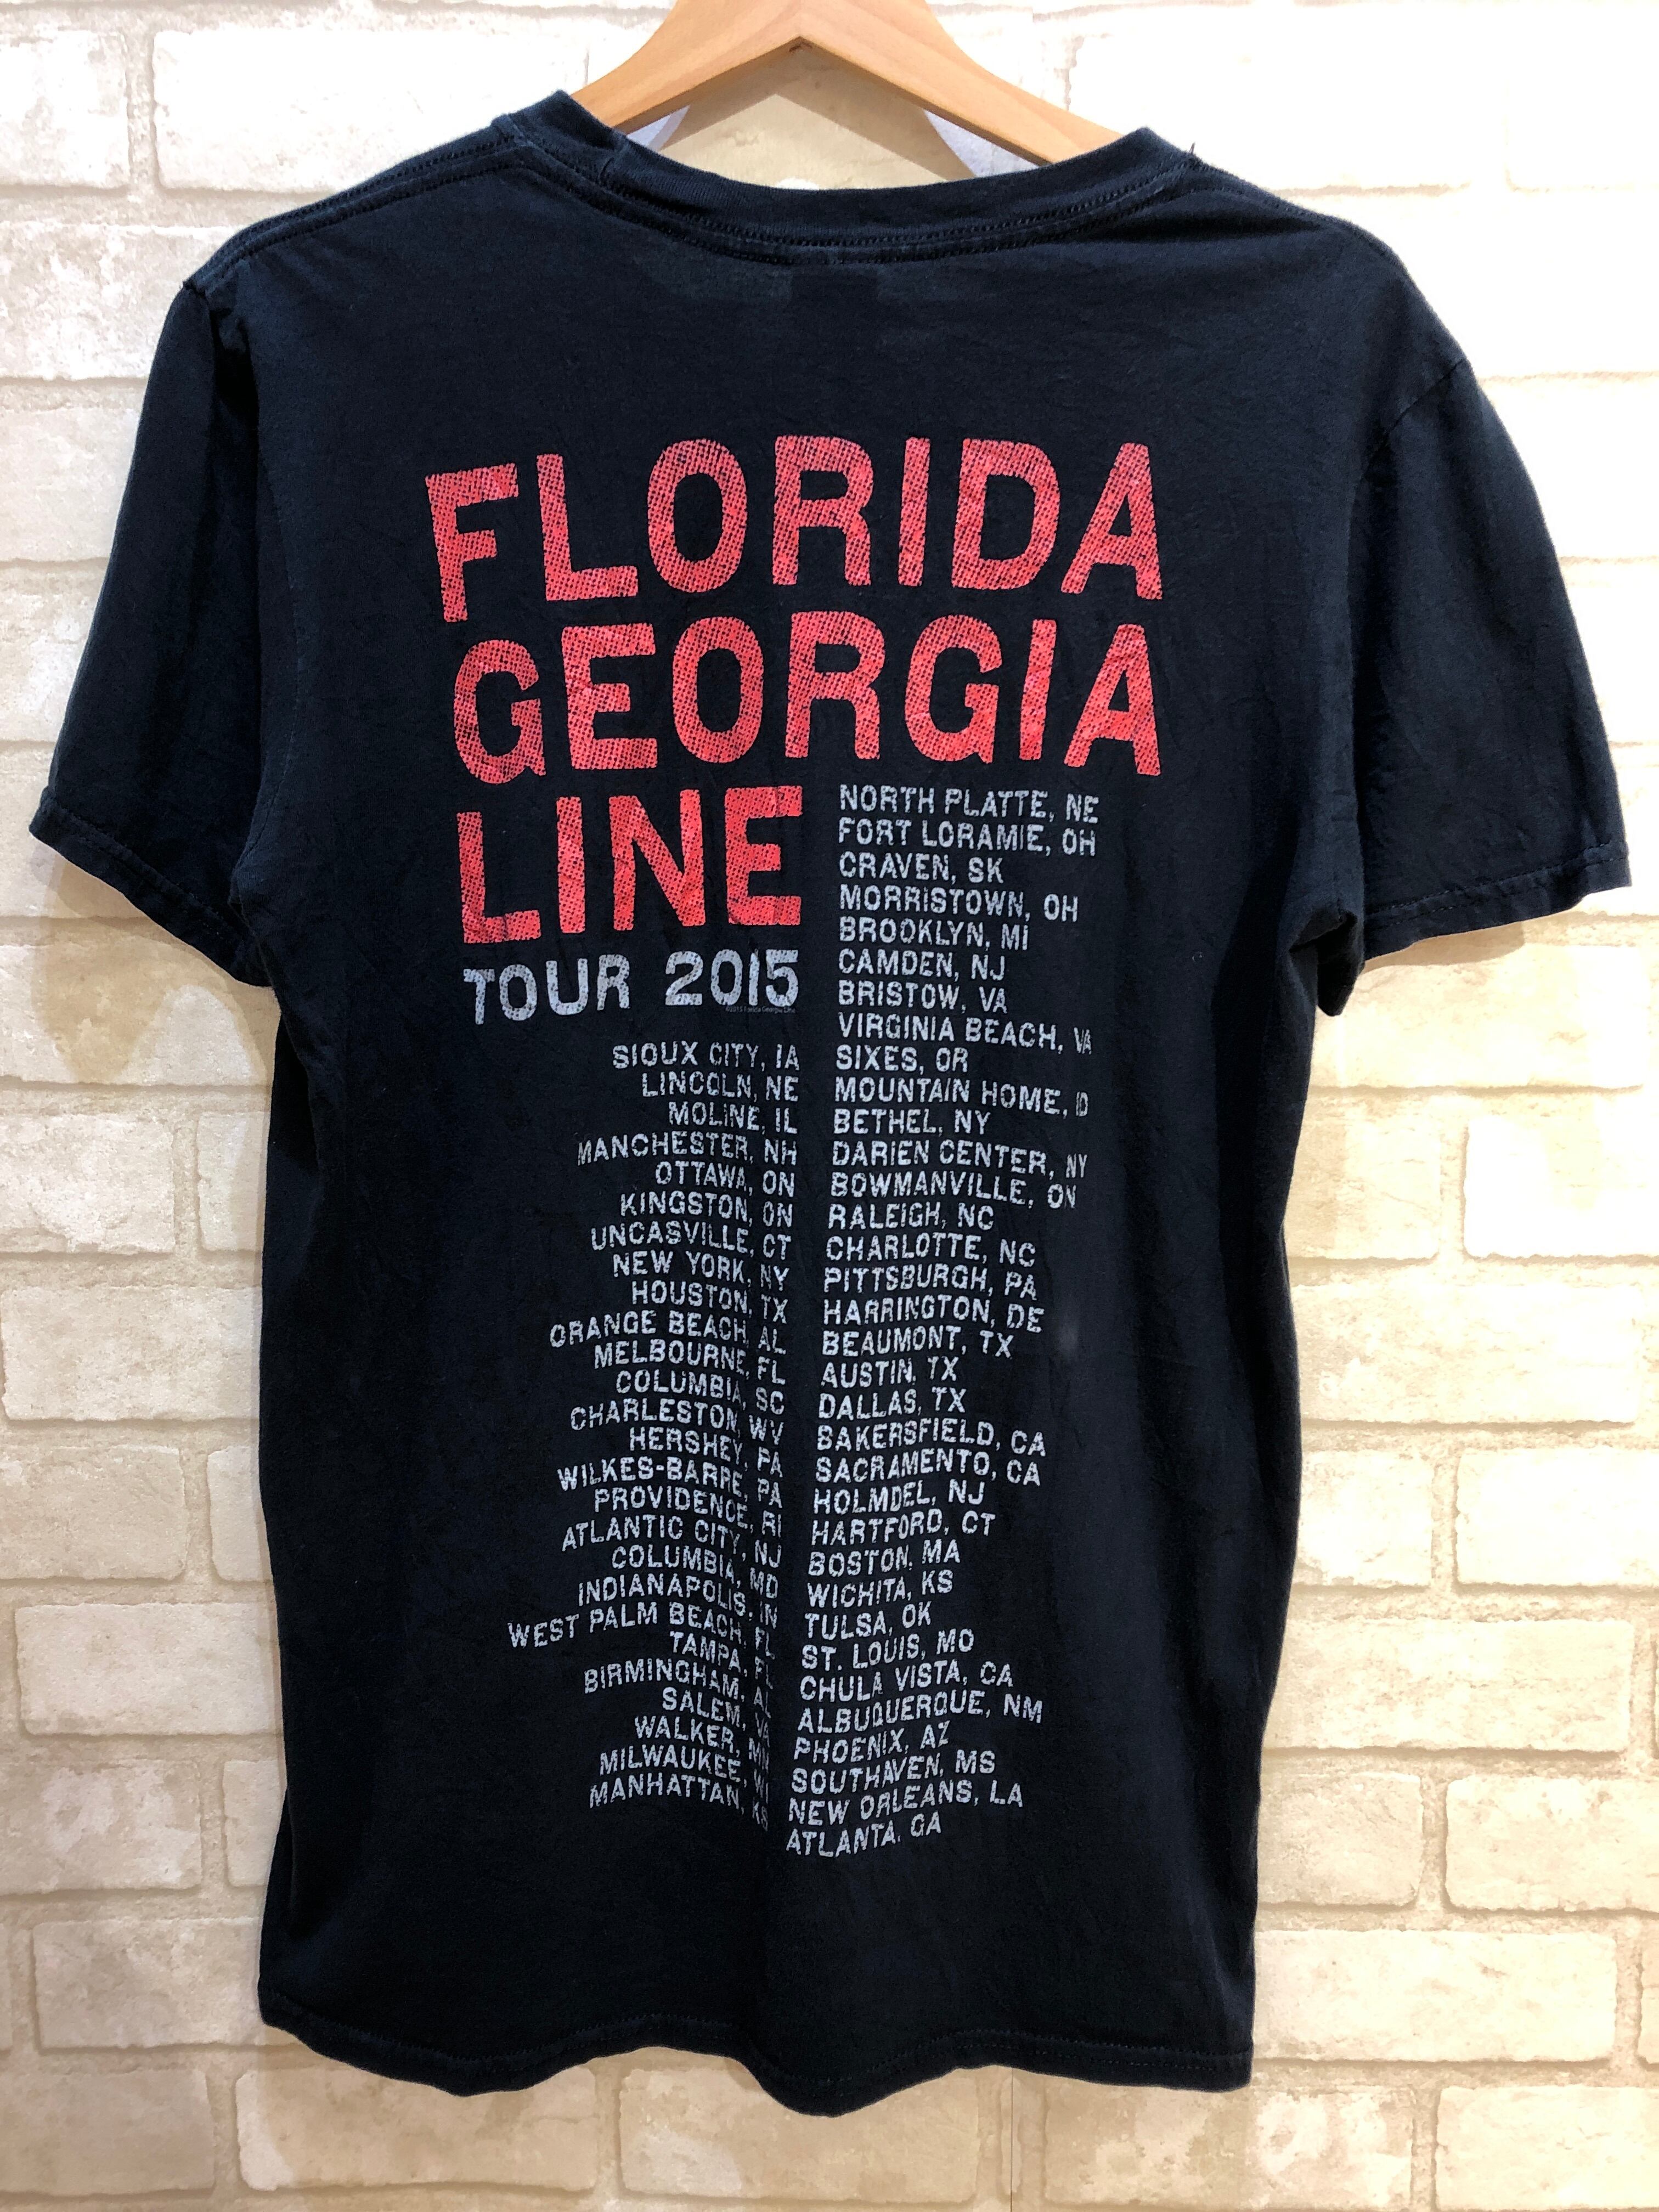 FLORIDA
GEORGIA
LINE
TOUR 2015
©2015 Florida Georgia Line
SIOUX CITY, IA
LINCOLN, NE
MOLINE, IL
MANCHESTER, NH
OTTAWA, ON
KINGSTON, ON
UNCASVILLE, CT
NEW YORK, NY
HOUSTON, TX
ORANGE BEACH, AL
MELBOURNE, FL
COLUMBIA, SC
CHARLESTON, WV
HERSHEY, PA
WILKES-BARRE, PA
PROVIDENCE, RI
ATLANTIC CITY, NJ
COLUMBIA, MD
INDIANAPOLIS, IN
WEST PALM BEACH, FL
TAMPA, FL
BIRMINGHAM, AL
SALEM, VA
WALKER, MN
MILWAUKEE, WI
MANHATTAN, KS
NORTH PLATTE, NE
FORT LORAMIE, OH
CRAVEN, SK
MORRISTOWN, OH
BROOKLYN, MI
CAMDEN, NJ
BRISTOW, VA
VIRGINIA BEACH, VA
SIXES, OR
MOUNTAIN HOME, ID
BETHEL, NY
DARIEN CENTER, NY
BOWMANVILLE, ON
RALEIGH, NC
CHARLOTTE, NC
PITTSBURGH, PA
HARRINGTON, DE
BEAUMONT, TX
AUSTIN, TX
DALLAS, TX
BAKERSFIELD, CA
SACRAMENTO, CA
HOLMDEL, NJ
HARTFORD, CT
BOSTON, MA
WICHITA, KS
TULSA, OK
ST. LOUIS, MO
CHULA VISTA, CA
ALBUQUERQUE, NM
PHOENIX, AZ
SOUTHAVEN, MS
NEW ORLEANS, LA
ATLANTA, GA